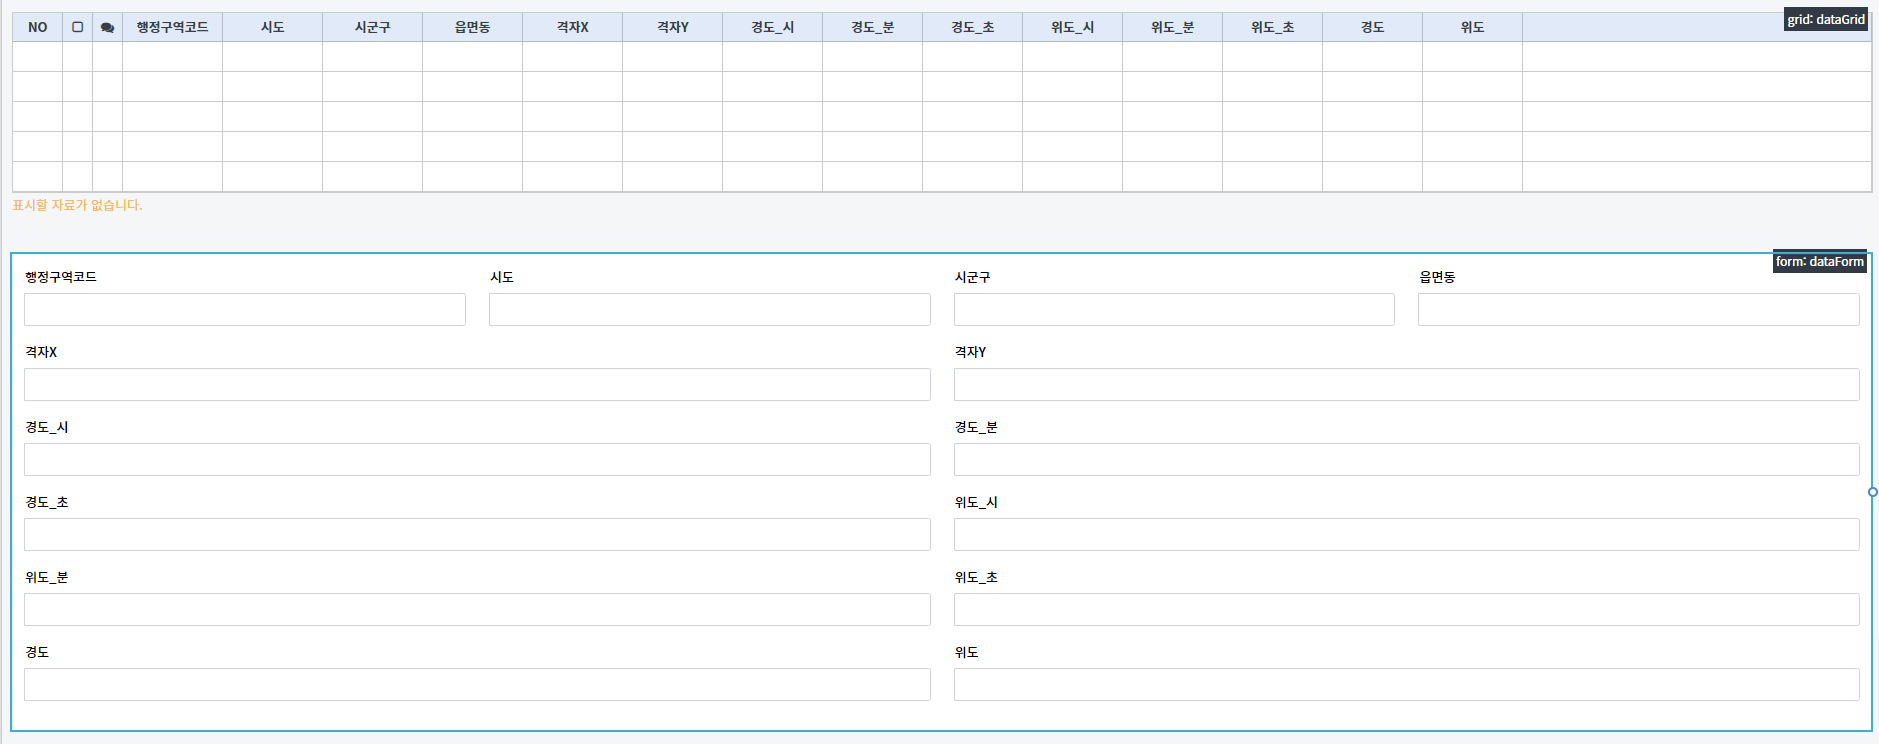 grid: dataGrid
NO 행정구역코드 시도 시군구 읍면동 격자X 격자Y 경도_시 경도_분 경도_초 위도_시 위도_분 위도_초 경도 위도
표시할 자료가 없습니다.
form: dataForm
행정구역코드 시도 시군구 읍면동
격자X 격자Y
경도_시 경도_분
경도_초 위도_시
위도_분 위도_초
경도 위도